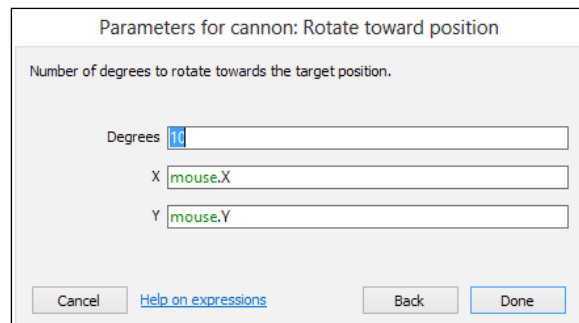 Parameters for cannon: Rotate toward position
Number of degrees to rotate towards the target position.
Degrees 10
X mouse.X
Y mouse.Y
Cancel Help on expressions Back Done